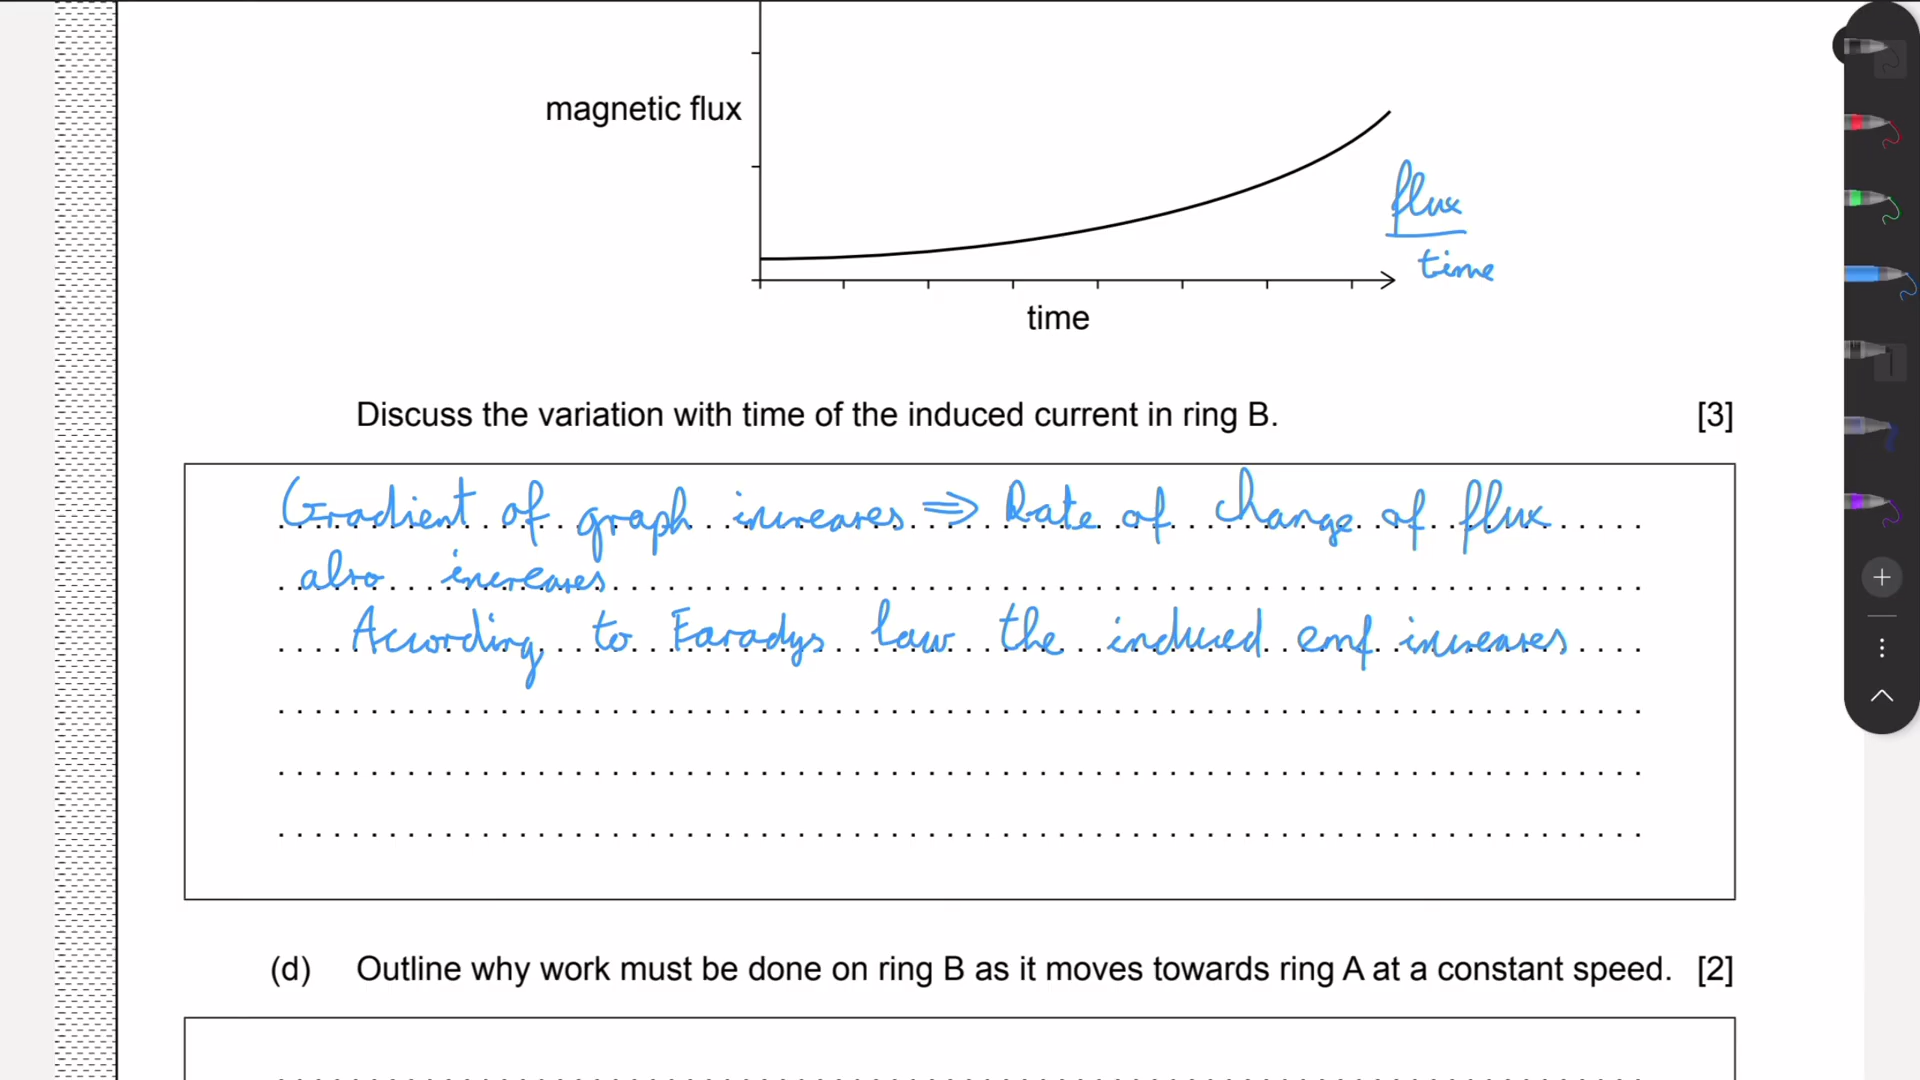 magnetic flux
flux
time
time
Discuss the variation with time of the induced current in ring B. [3]
Gradient of graph increases ⇒ Rate of change of flux
also increases
According to Faradys law the induced emf increases
(d) Outline why work must be done on ring B as it moves towards ring A at a constant speed. [2]